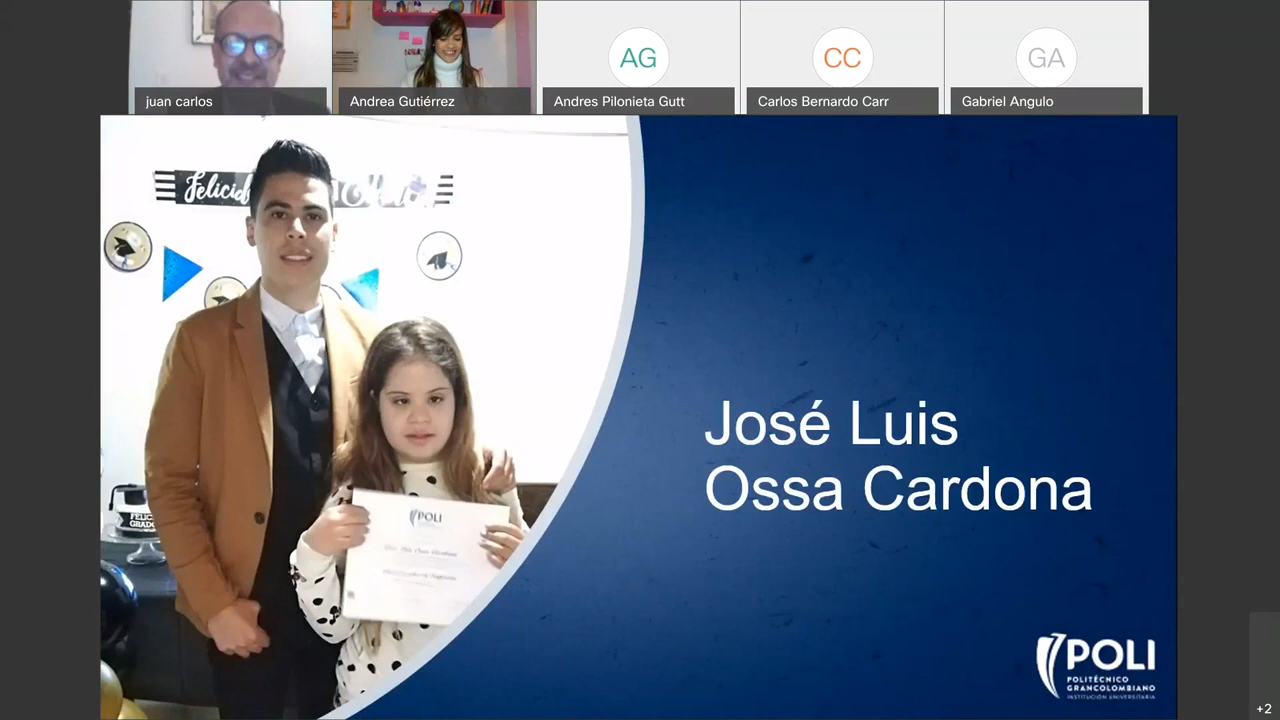 juan carlos
Andrea Gutiérrez
Andres Pilonieta Gutt
Carlos Bernardo Carr
Gabriel Angulo
AG
CC
GA
José Luis
Ossa Cardona
POLI
POLI
POLITÉCNICO
GRANCOLOMBIANO
INSTITUCIÓN UNIVERSITARIA
+2